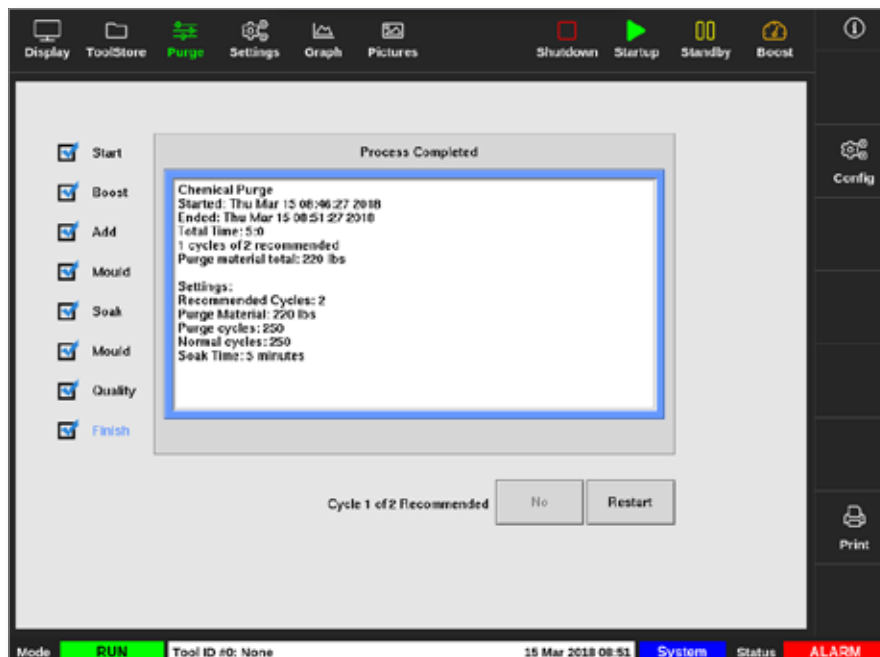 Display ToolStore Purge Settings Graph Pictures Shutdown Startup Standby Boost
Config
Print
Start
Boost
Add
Mould
Soak
Mould
Quality
Finish
Process Completed
Chemical Purge
Started: Thu Mar 15 08:46:27 2018
Ended: Thu Mar 15 08:51:27 2018
Total Time: 5:0
1 cycles of 2 recommended
Purge material total: 220 lbs
Settings:
Recommended Cycles: 2
Purge Material: 220 lbs
Purge cycles: 250
Normal cycles: 250
Soak Time: 5 minutes
Cycle 1 of 2 Recommended No Restart
Mode RUN Tool ID #0: None 15 Mar 2018 08:51 System Status ALARM